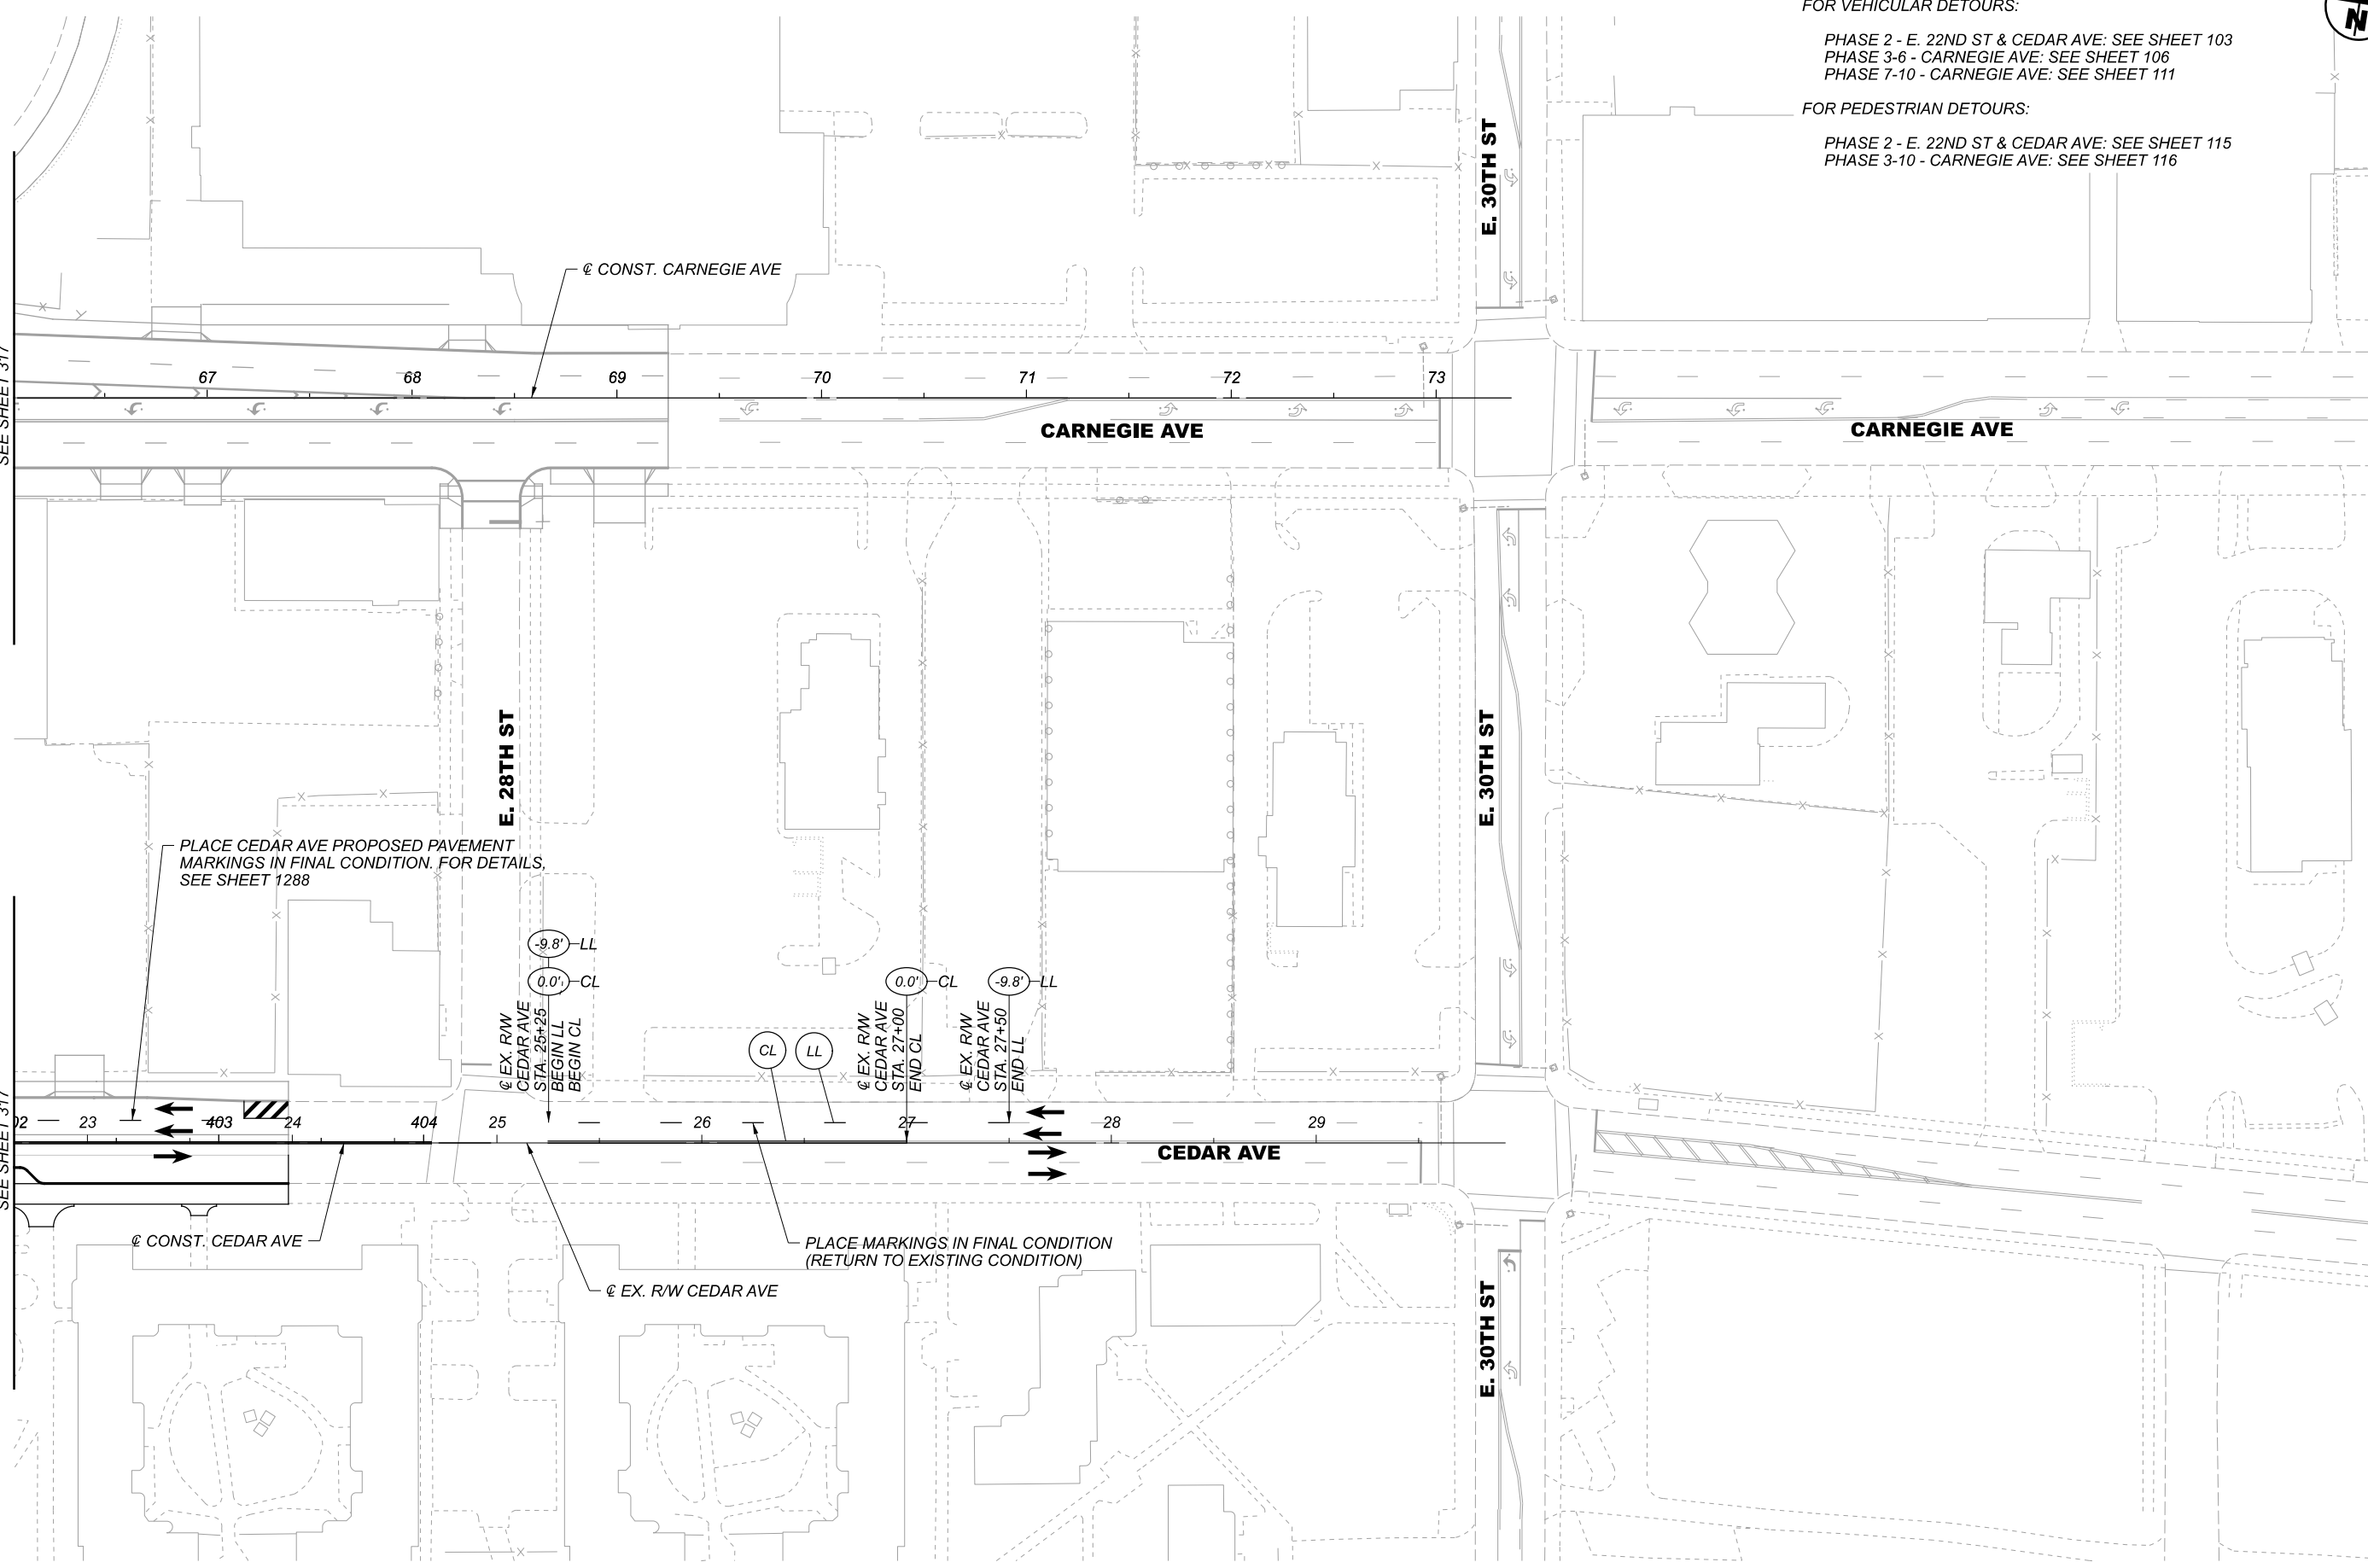 FOR VEHICULAR DETOURS:
PHASE 2 - E. 22ND ST & CEDAR AVE: SEE SHEET 103
PHASE 3-6 - CARNEGIE AVE: SEE SHEET 106
PHASE 7-10 - CARNEGIE AVE: SEE SHEET 111
FOR PEDESTRIAN DETOURS:
PHASE 2 - E. 22ND ST & CEDAR AVE: SEE SHEET 115
PHASE 3-10 - CARNEGIE AVE: SEE SHEET 116
N
E. 30TH ST
℄ CONST. CARNEGIE AVE
SEE SHEET 317
67
68
69
70
71
72
73
CARNEGIE AVE
CARNEGIE AVE
E. 28TH ST
E. 30TH ST
PLACE CEDAR AVE PROPOSED PAVEMENT
MARKINGS IN FINAL CONDITION. FOR DETAILS,
SEE SHEET 1288
-9.8' LL
0.0' CL
℄ EX. R/W
CEDAR AVE
STA. 25+25
BEGIN LL
BEGIN CL
CL
LL
0.0' CL
℄ EX. R/W
CEDAR AVE
STA. 27+00
END CL
-9.8' LL
℄ EX. R/W
CEDAR AVE
STA. 27+50
END LL
SEE SHEET 317
02
23
403
24
404
25
26
27
28
29
CEDAR AVE
℄ CONST. CEDAR AVE
PLACE MARKINGS IN FINAL CONDITION
(RETURN TO EXISTING CONDITION)
℄ EX. R/W CEDAR AVE
E. 30TH ST